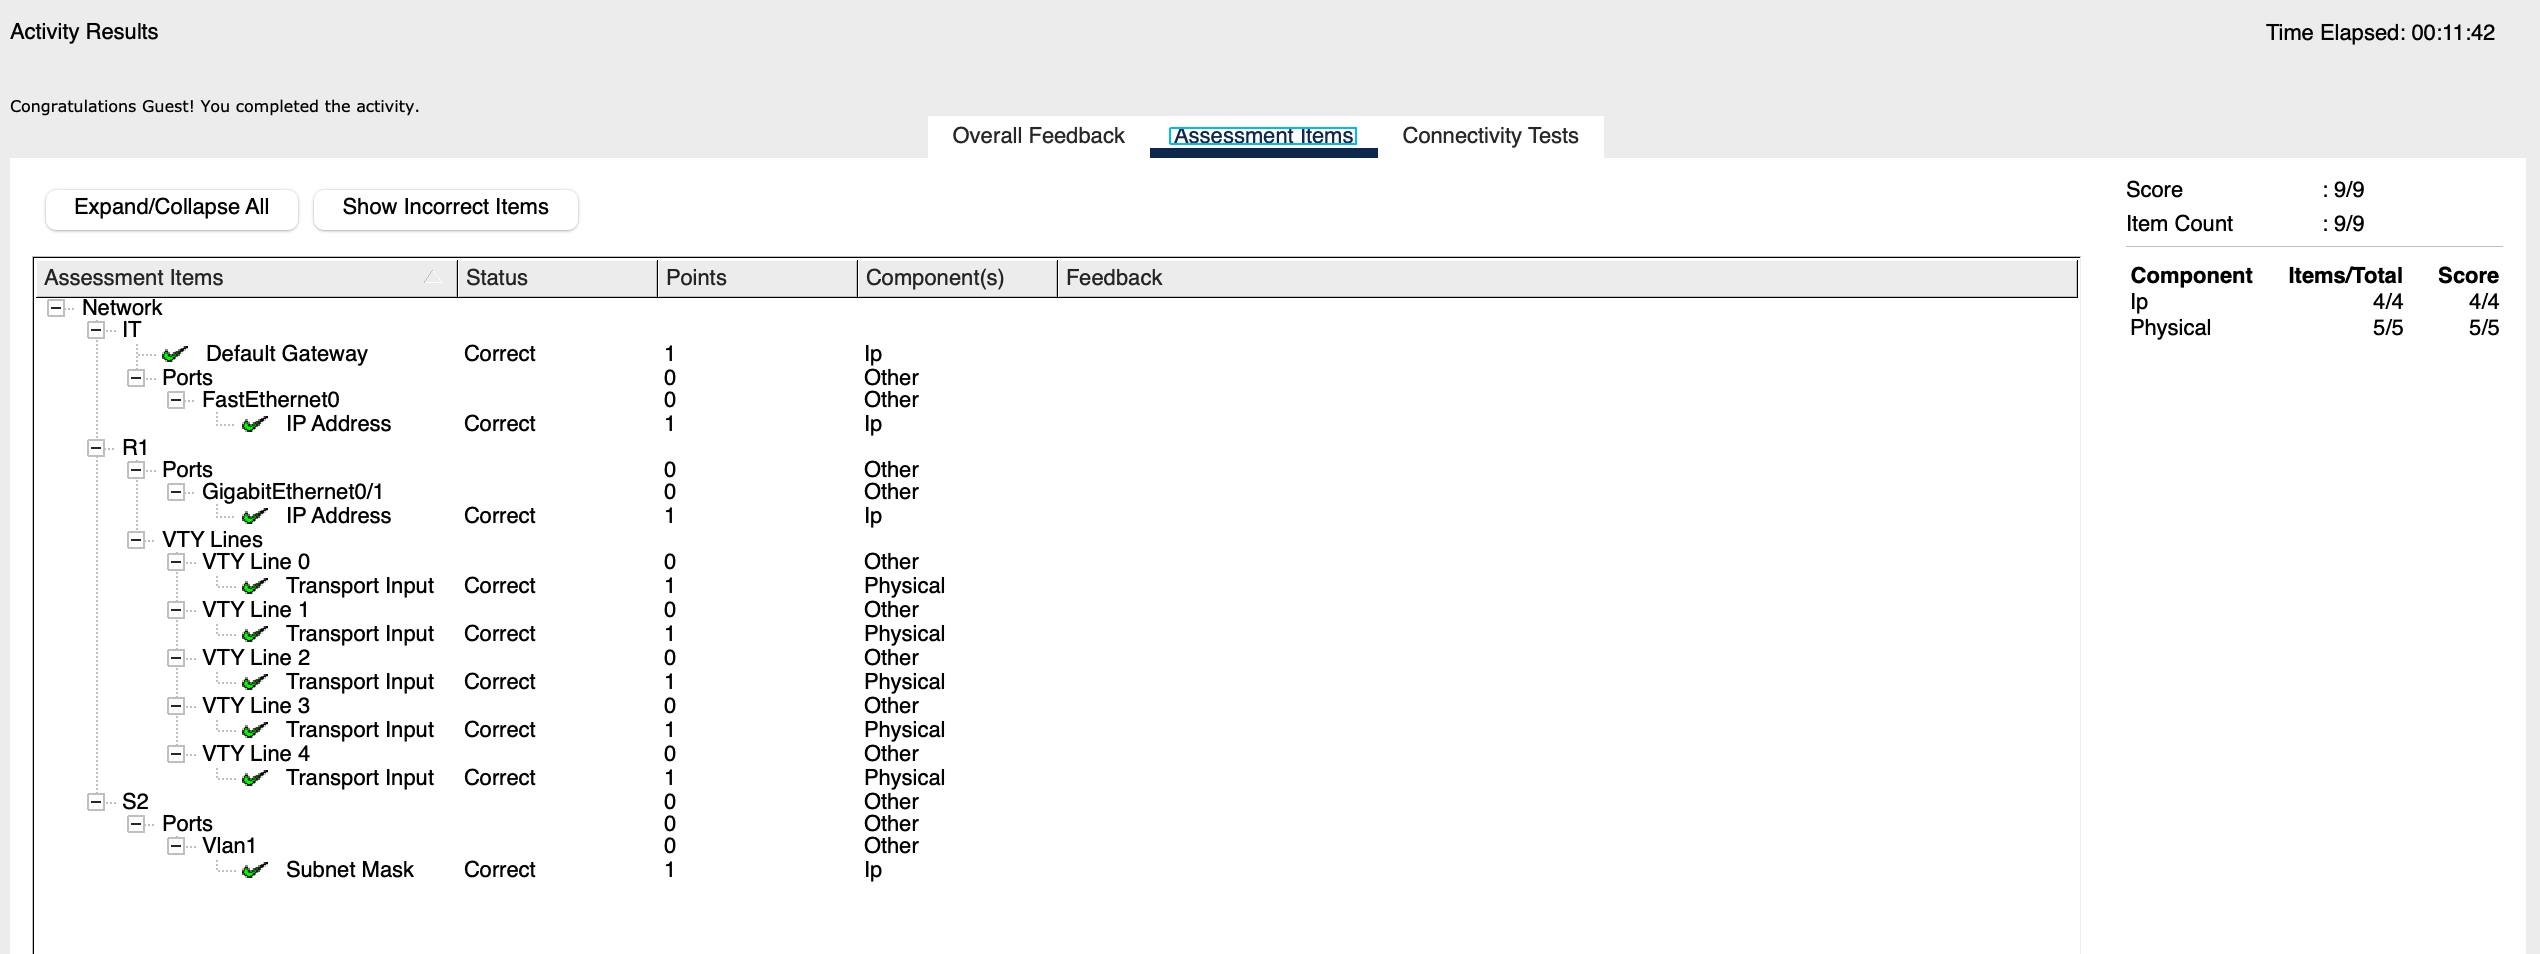 Activity Results
Time Elapsed: 00:11:42
Congratulations Guest! You completed the activity.
Overall Feedback Assessment Items Connectivity Tests
Expand/Collapse All Show Incorrect Items
Score : 9/9
Item Count : 9/9
Component Items/Total Score
Ip 4/4 4/4
Physical 5/5 5/5
Assessment Items Status Points Component(s) Feedback
Network
IT
Default Gateway Correct 1 Ip
Ports 0 Other
FastEthernet0 0 Other
IP Address Correct 1 Ip
R1
Ports 0 Other
GigabitEthernet0/1 0 Other
IP Address Correct 1 Ip
VTY Lines
VTY Line 0 0 Other
Transport Input Correct 1 Physical
VTY Line 1 0 Other
Transport Input Correct 1 Physical
VTY Line 2 0 Other
Transport Input Correct 1 Physical
VTY Line 3 0 Other
Transport Input Correct 1 Physical
VTY Line 4 0 Other
Transport Input Correct 1 Physical
S2 0 Other
Ports 0 Other
Vlan1 0 Other
Subnet Mask Correct 1 Ip